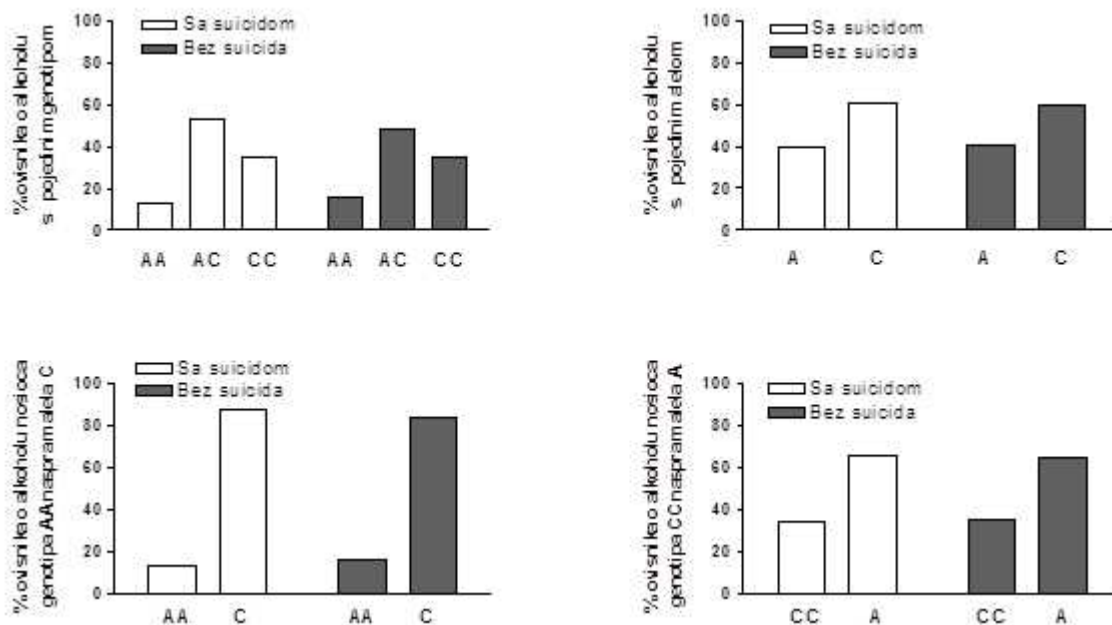 % ovisnika o alkoholu
s pojedinim genotipom
100
80
60
40
20
0
Sa suicidom
Bez suicida
AA AC CC AA AC CC
% ovisnika o alkoholu
s pojedinim alelom
100
80
60
40
20
0
Sa suicidom
Bez suicida
A C A C
% ovisnika o alkoholu nosioca
genotipa AA naspram alela C
100
80
60
40
20
0
Sa suicidom
Bez suicida
AA C AA C
% ovisnika o alkoholu nosioca
genotipa CC naspram alela A
100
80
60
40
20
0
Sa suicidom
Bez suicida
CC A CC A